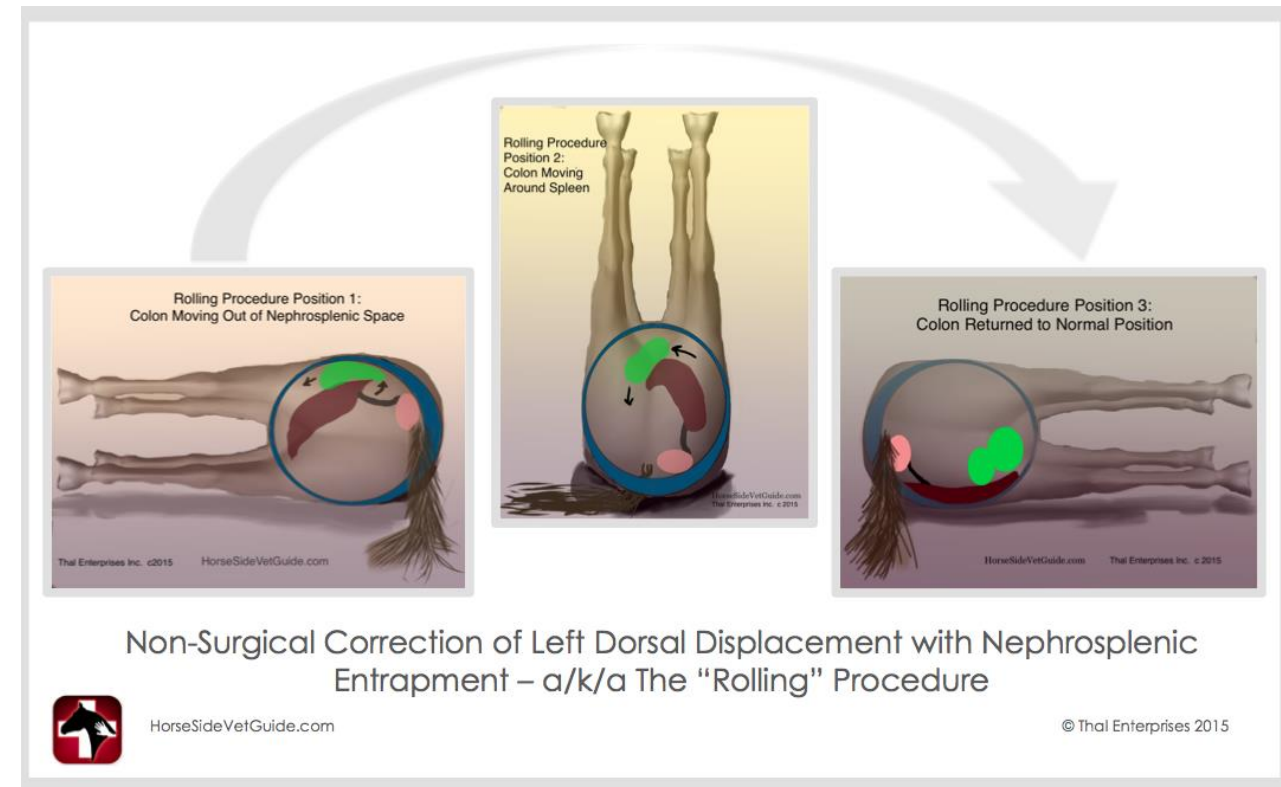 Rolling Procedure
Position 2:
Colon Moving
Around Spleen
HorseSideVetGuide.com
Thal Enterprises Inc. c 2015
Rolling Procedure Position 1:
Colon Moving Out of Nephrosplenic Space
Thal Enterprises Inc. c2015 HorseSideVetGuide.com
Rolling Procedure Position 3:
Colon Returned to Normal Position
HorseSideVetGuide.com Thal Enterprises Inc. c 2015
Non-Surgical Correction of Left Dorsal Displacement with Nephrosplenic
Entrapment – a/k/a The “Rolling” Procedure
HorseSideVetGuide.com
© Thal Enterprises 2015